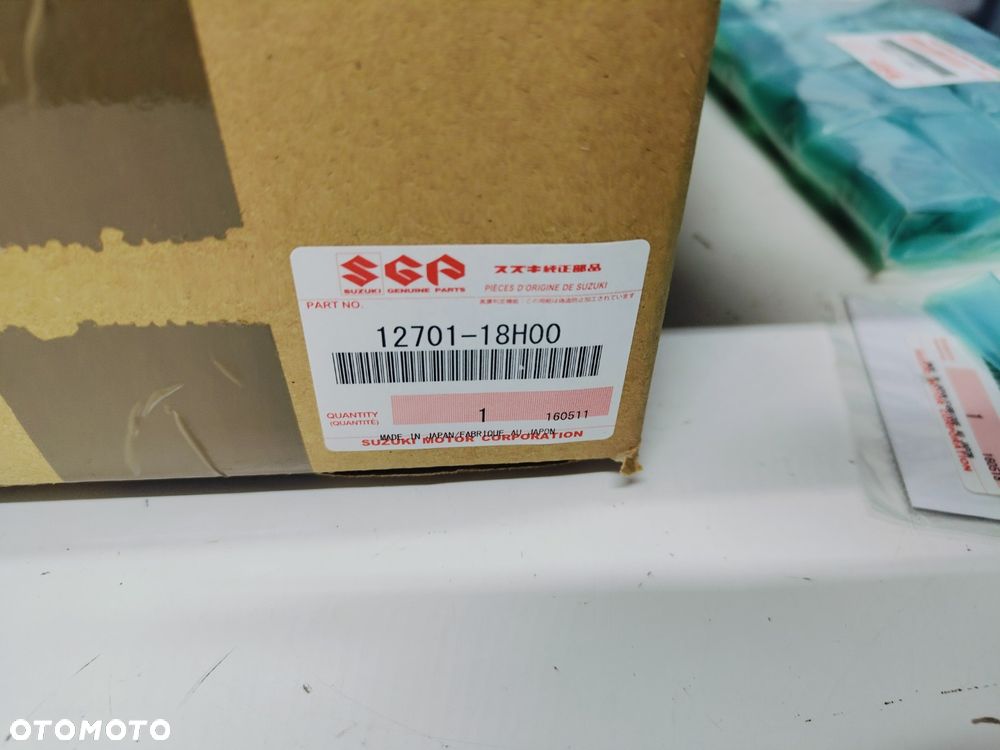 SGP
SUZUKI GENUINE PARTS
スズキ純正部品
PIÈCES D'ORIGINE DE SUZUKI
PART NO.
12701-18H00
QUANTITY
(QUANTITÉ)
1
160511
MADE IN JAPAN/FABRIQUE AU JAPON
SUZUKI MOTOR CORPORATION
1
OTOMOTO